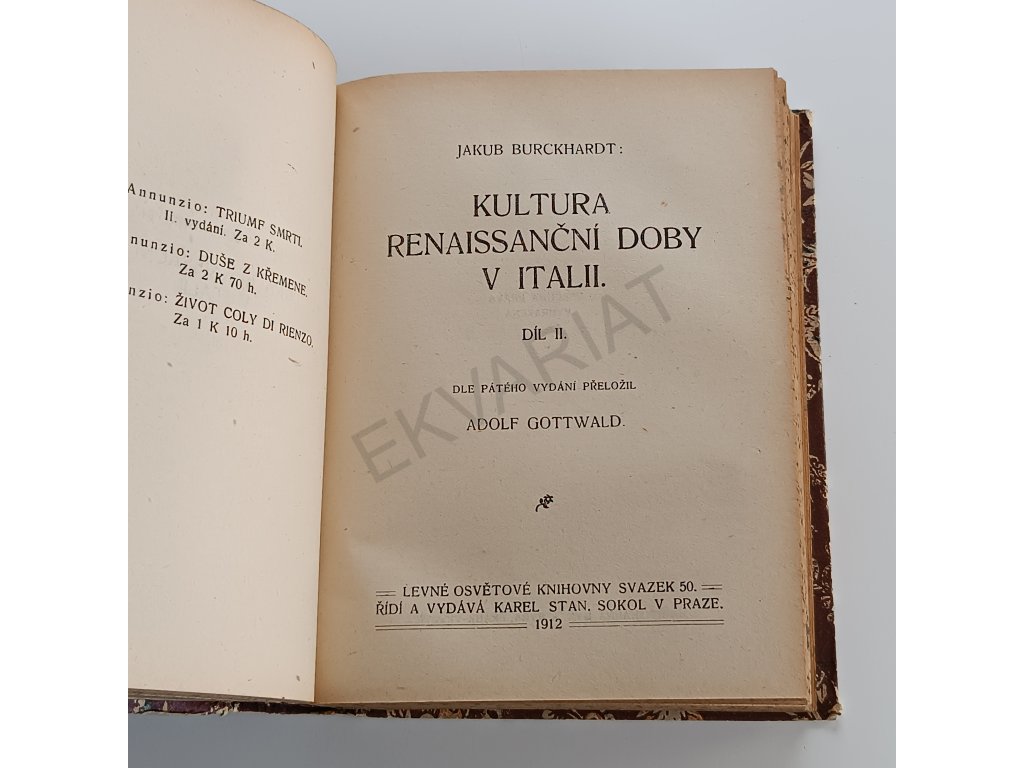 Annunzio: TRIUMF SMRTI.
II. vydání. Za 2 K.
nunzio: DUŠE Z KŘEMENE.
Za 2 K 70 h.
nzio: ŽIVOT COLY DI RIENZO.
Za 1 K 10 h.
JAKUB BURCKHARDT:
KULTURA
RENAISSANČNÍ DOBY
V ITALII.
DÍL II.
DLE PÁTÉHO VYDÁNÍ PŘELOŽIL
ADOLF GOTTWALD.
EKVARIAT
LEVNÉ OSVĚTOVÉ KNIHOVNY SVAZEK 50.
ŘÍDÍ A VYDÁVÁ KAREL STAN. SOKOL V PRAZE.
1912